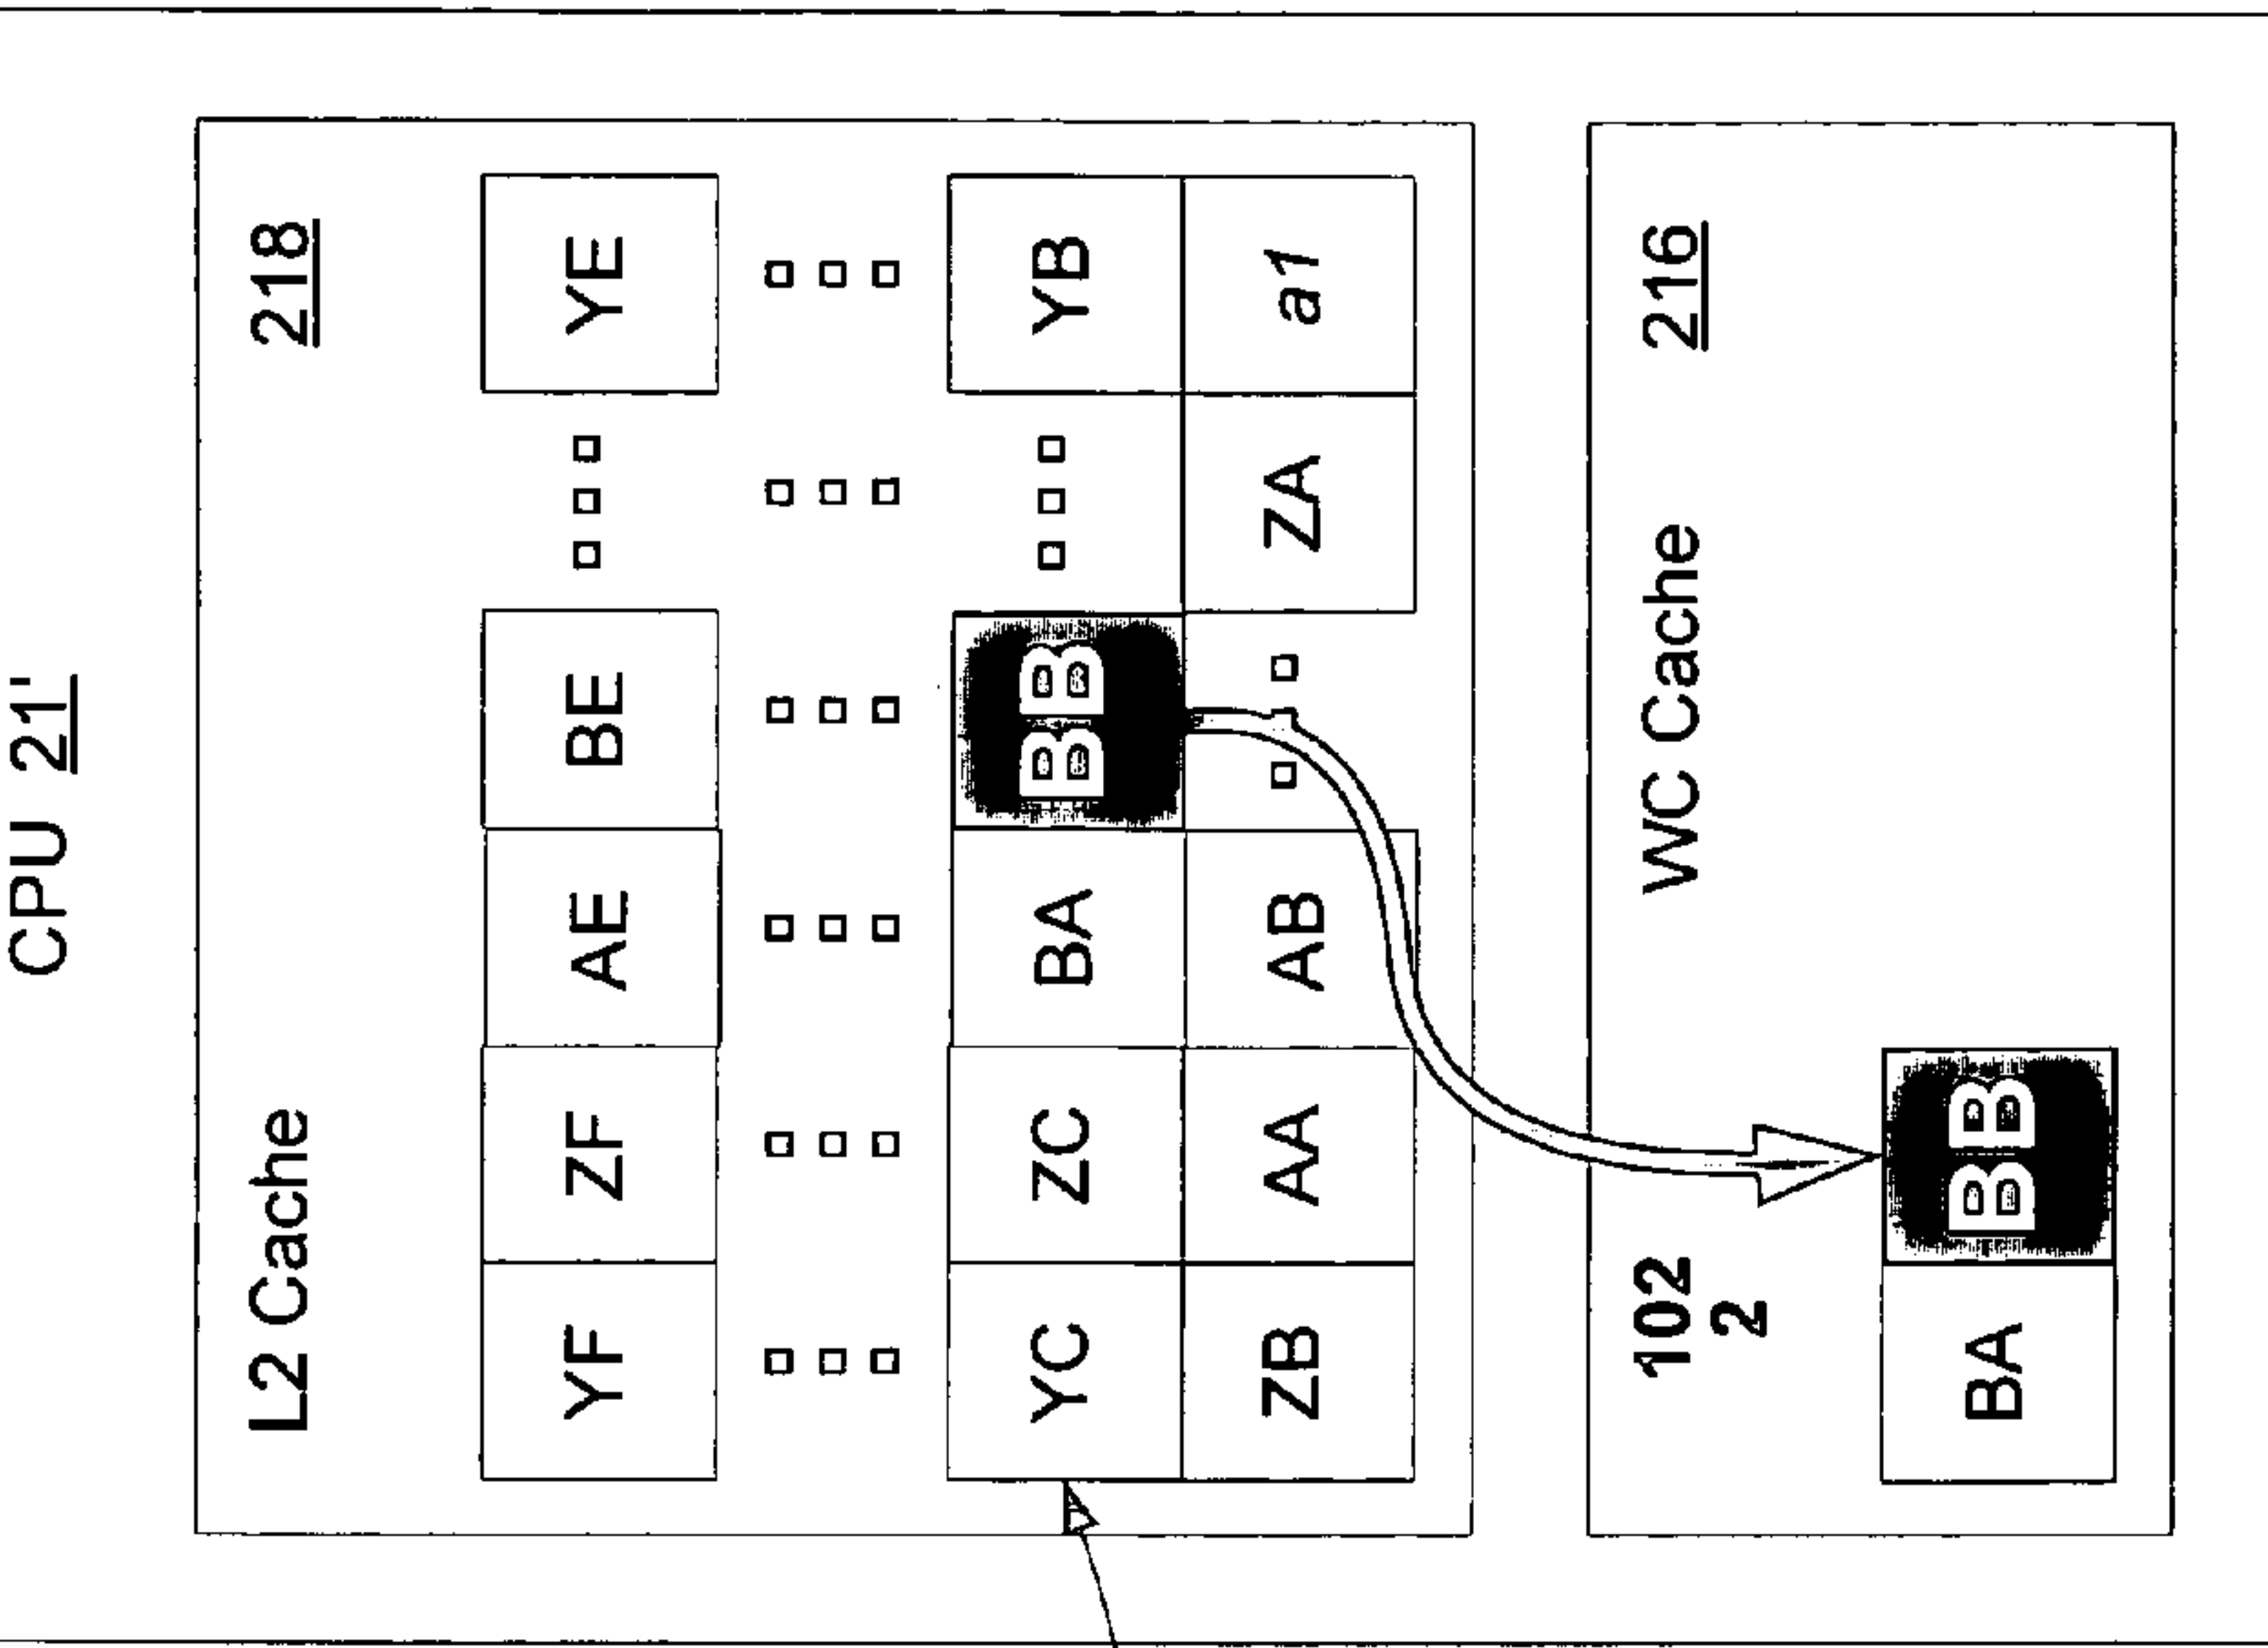 CPU 21'
L2 Cache 218
YF ZF AE BE YE
YC ZC BA BB YB
ZB AA AB ZA a1
102 WC Cache 216
2
BA BB